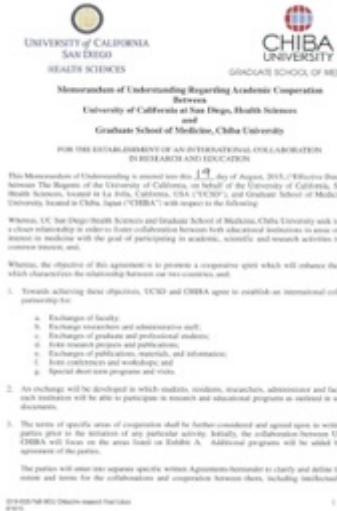 UNIVERSITY of CALIFORNIA
SAN DIEGO
HEALTH SCIENCES
CHIBA
UNIVERSITY
GRADUATE SCHOOL OF ME
Memorandum of Understanding Regarding Academic Cooperation
Between
University of California at San Diego, Health Sciences
and
Graduate School of Medicine, Chiba University
FOR THE ESTABLISHMENT OF AN INTERNATIONAL COLLABORATION
IN RESEARCH AND EDUCATION
This Memorandum of Understanding is entered into this 19 day of August, 2015, ("Effective
between The Regents of the University of California, on behalf of the University of California, S
Health Sciences, located in La Jolla, California, USA ("UCSD"), and Graduate School of Medic
University, located in Chiba, Japan ("CHIBA") with respect to the following:
Whereas, UC San Diego Health Sciences and Graduate School of Medicine, Chiba University seek
a closer relationship in order to foster collaboration between both educational institutions in areas o
interest in medicine with the goal of participating in academic, scientific and research activities
common interest; and,
Whereas, the objective of this agreement is to promote a cooperative spirit which will enhance the
which characterizes the relationship between our two countries, and:
1. Towards achieving these objectives, UCSD and CHIBA agree to establish an international col
partnership for:
a. Exchanges of faculty;
b. Exchange researchers and administrative staff;
c. Exchanges of graduate and professional students;
d. Joint research projects and publications;
e. Exchanges of publications, materials, and information;
f. Joint conferences and workshops; and
g. Special short-term programs and visits.
2. An exchange will be developed in which students, residents, researchers, administrator and fac
each institution will be able to participate in research and educational programs as outlined in
documents.
3. The terms of specific areas of cooperation shall be further considered and agreed upon in writ
parties prior to the initiation of any particular activity. Initially, the collaboration between U
CHIBA will focus on the areas listed on Exhibit A. Additional programs will be added
agreement of the parties.
The parties will enter into separate specific written Agreements hereunder to clarify and define
extent and terms for the collaborations and cooperation between them, including intellectual